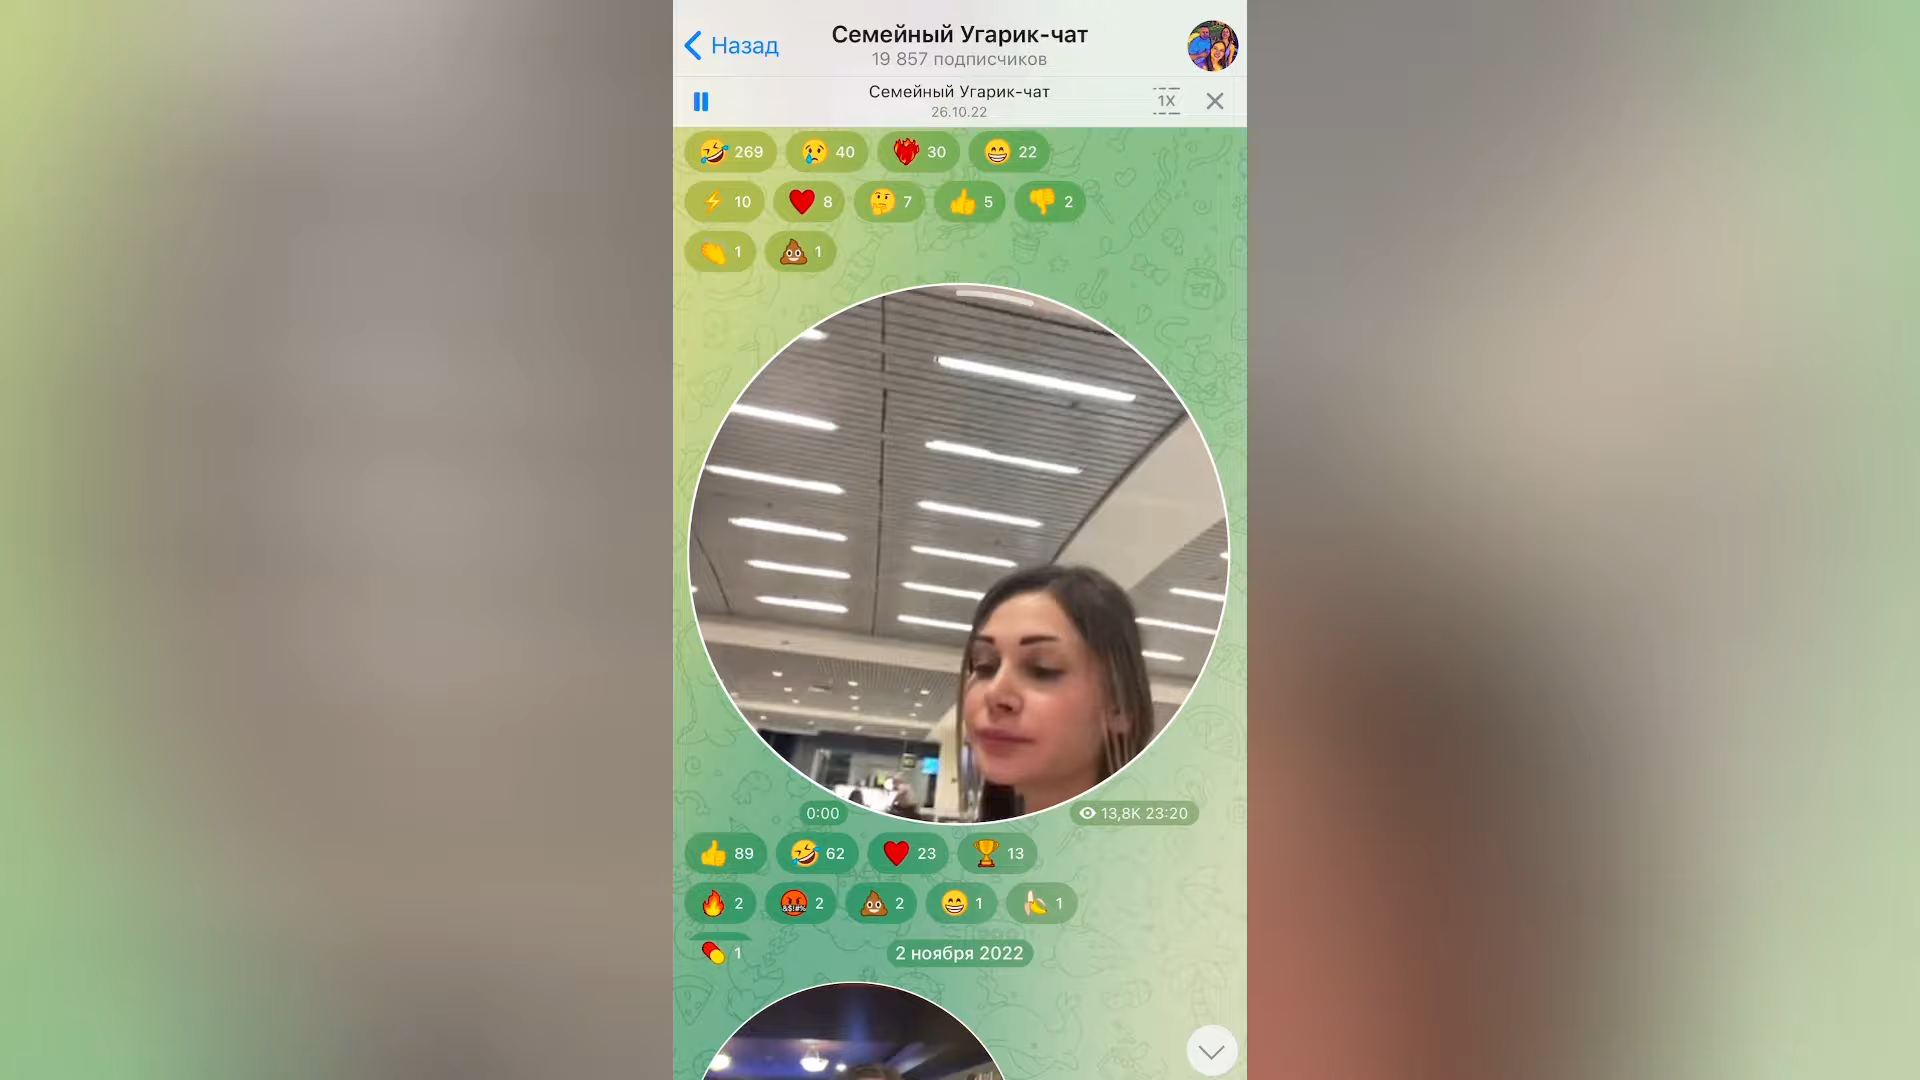 Назад
Семейный Угарик-чат
19 857 подписчиков
Семейный Угарик-чат
26.10.22
1X
269 40 30 22
10 8 7 5 2
1 1
0:00
13,8K 23:20
89 62 23 13
2 2 2 1 1
1
2 ноября 2022